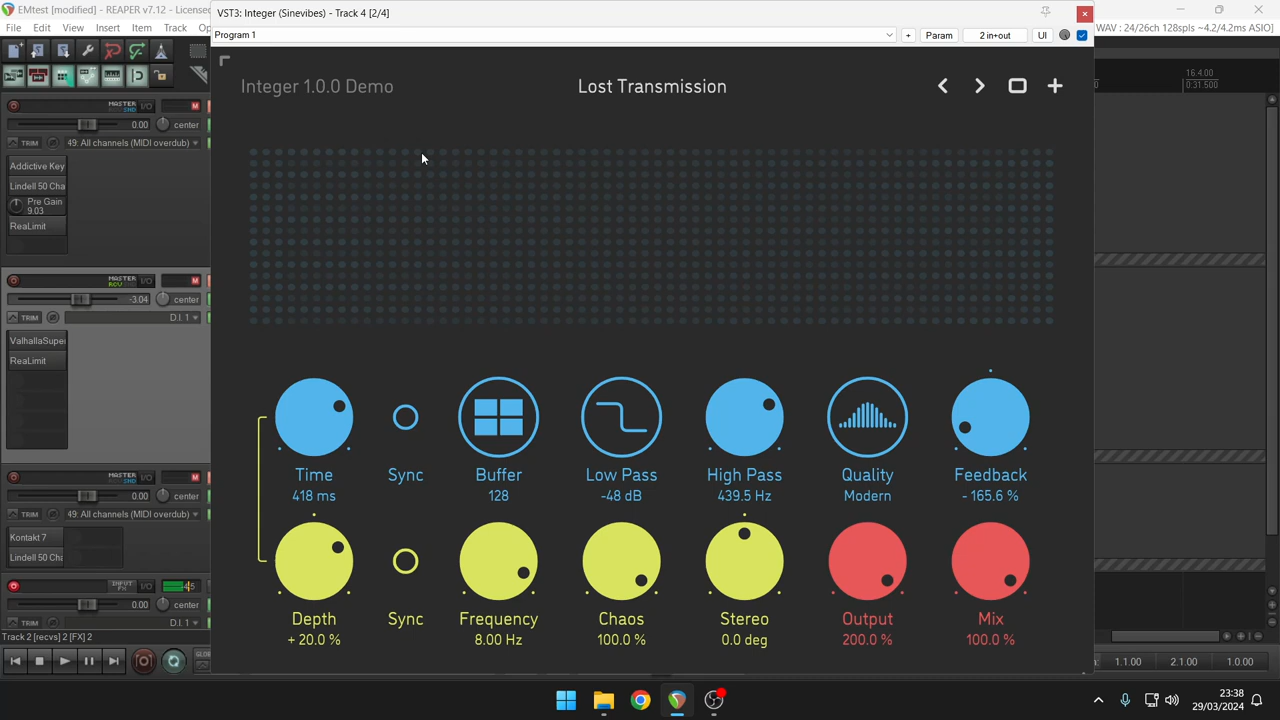 EMtest [modified] - REAPER v7.12 - Licensed
VST3: Integer (Sinevibes) - Track 4 [2/4]
File Edit View Insert Item Track
Program 1
+ Param 2 in+out UI
WAV : 24/26ch 128spls ~4.2/4.2ms ASIO]
Integer 1.0.0 Demo
Lost Transmission
16.4.00
0:31.500
MASTER I/O M
0.00 center
TRIM 49: All channels (MIDI overdub)
Addictive Key
Lindell 50 Cha
Pre Gain
9.03
ReaLimit
MASTER I/O M
RCV
-3.04 center
TRIM D.I. 1
ValhallaSuper
ReaLimit
MASTER I/O M
0.00 center
TRIM 49: All channels (MIDI overdub)
Kontakt 7
Lindell 50 Cha
INPUT I/O
FX
0.00 center
TRIM D.I. 1
Track 2 [recvs] 2 [FX] 2
Time
418 ms
Sync
Buffer
128
Low Pass
-48 dB
High Pass
439.5 Hz
Quality
Modern
Feedback
- 165.6 %
Depth
+ 20.0 %
Sync
Frequency
8.00 Hz
Chaos
100.0 %
Stereo
0.0 deg
Output
200.0 %
Mix
100.0 %
1.1.00 2.1.00 1.0.00
23:38
29/03/2024